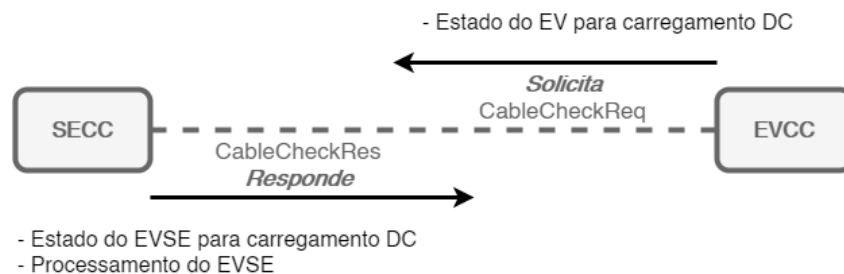 - Estado do EV para carregamento DC
Solicita
CableCheckReq
SECC
EVCC
CableCheckRes
Responde
- Estado do EVSE para carregamento DC
- Processamento do EVSE